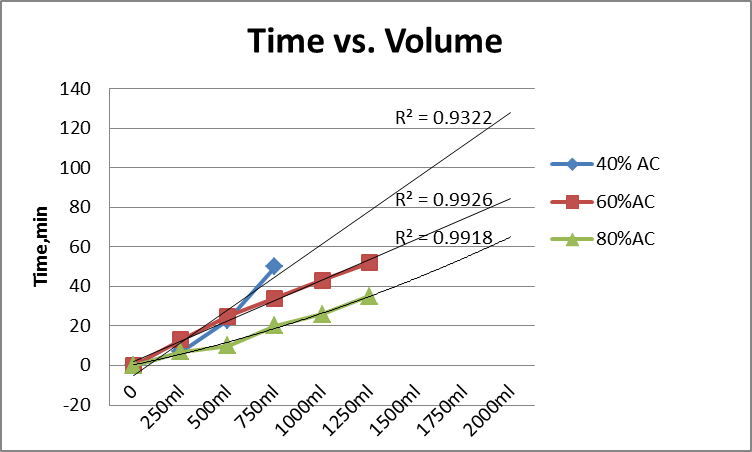 Time vs. Volume
Time,min
140
120
100
80
60
40
20
0
-20
R² = 0.9322
R² = 0.9926
R² = 0.9918
0
250ml
500ml
750ml
1000ml
1250ml
1500ml
1750ml
2000ml
40% AC
60%AC
80%AC